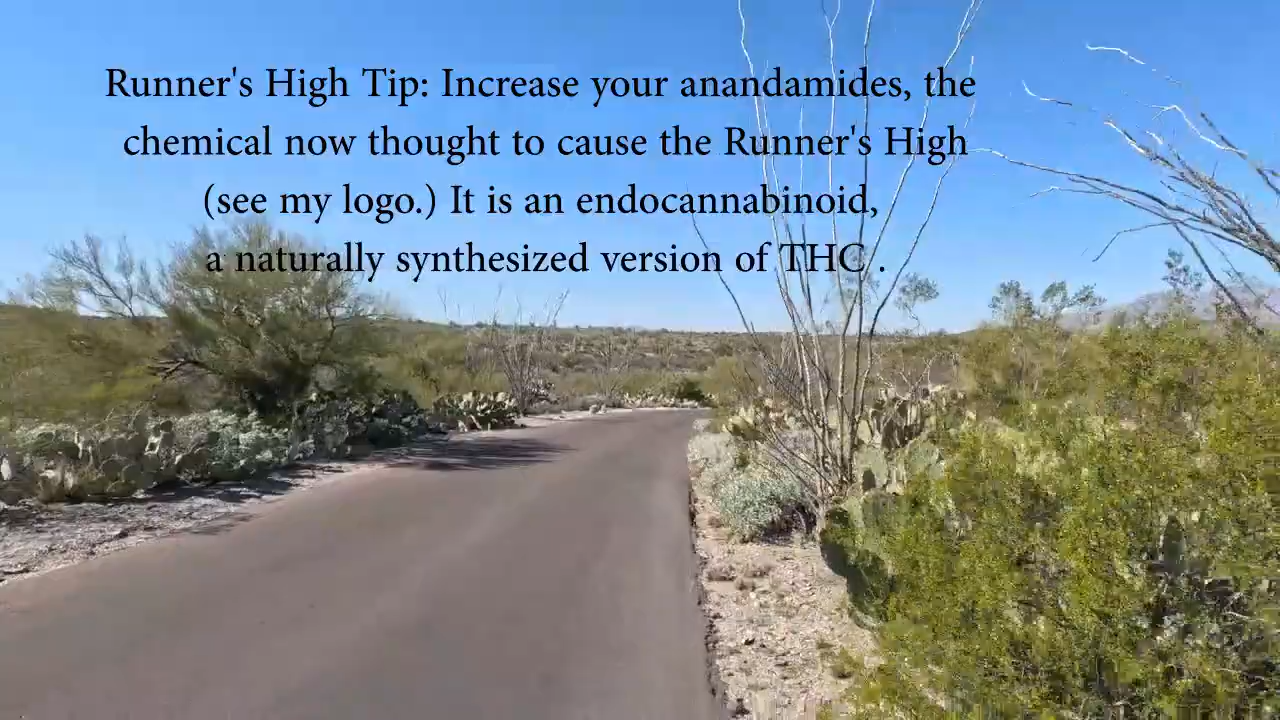 Runner's High Tip: Increase your anandamides, the
chemical now thought to cause the Runner's High
(see my logo.) It is an endocannabinoid,
a naturally synthesized version of THC .